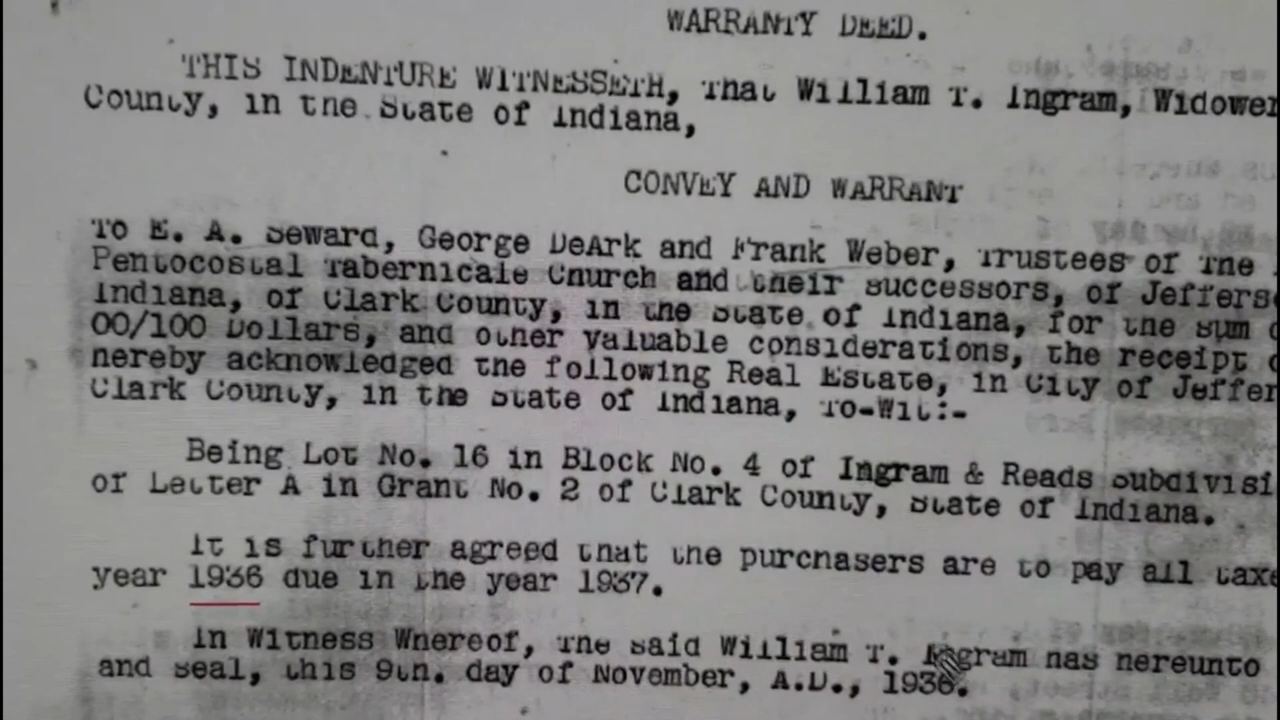 WARRANTY DEED.
THIS INDENTURE WITNESSETH, That William T. Ingram, Widower
County, in the State of Indiana,
CONVEY AND WARRANT
To E. A. Seward, George DeArk and Frank Weber, Trustees of The
Pentocostal Tabernicale Church and their successors, of Jeffers
Indiana, of Clark County, in the State of Indiana, for the sum
00/100 Dollars, and other valuable considerations, the receipt
hereby acknowledged the following Real Estate, in City of Jeffer
Clark County, in the State of Indiana, To-Wit:-
Being Lot No. 16 in Block No. 4 of Ingram & Reads Subdivisi
of Letter A in Grant No. 2 of Clark County, State of Indiana.
It is further agreed that the purchasers are to pay all taxe
year 1936 due in the year 1937.
In Witness Whereof, The said William T. Ingram has hereunto
and seal, this 9th. day of November, A.D., 1936.